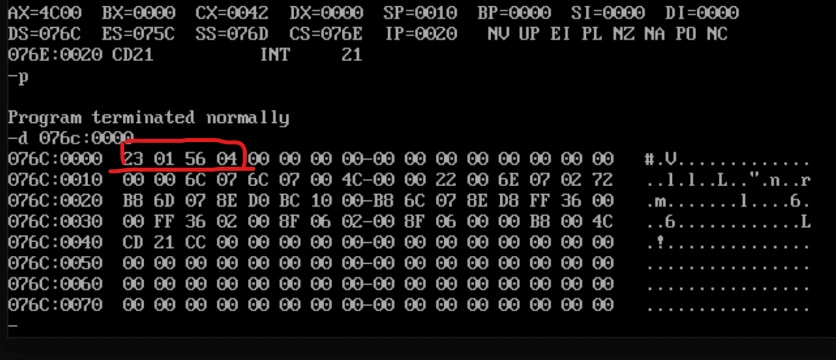 AX=4C00  BX=0000  CX=0042  DX=0000  SP=0010  BP=0000  SI=0000  DI=0000
DS=076C  ES=075C  SS=076D  CS=076E  IP=0020   NV UP EI PL NZ NA PO NC
076E:0020 CD21          INT     21
-p

Program terminated normally
-d 076c:0000
076C:0000  23 01 56 04 00 00 00 00-00 00 00 00 00 00 00 00   #.V.............
076C:0010  00 00 6C 07 6C 07 00 4C-00 00 22 00 6E 07 02 72   ..l.l..L..".n..r
076C:0020  B8 6D 07 8E D0 BC 10 00-B8 6C 07 8E D8 FF 36 00   .m.......l....6.
076C:0030  00 FF 36 02 00 8F 06 02-00 8F 06 00 00 B8 00 4C   ..6............L
076C:0040  CD 21 CC 00 00 00 00 00-00 00 00 00 00 00 00 00   .!..............
076C:0050  00 00 00 00 00 00 00 00-00 00 00 00 00 00 00 00   ................
076C:0060  00 00 00 00 00 00 00 00-00 00 00 00 00 00 00 00   ................
076C:0070  00 00 00 00 00 00 00 00-00 00 00 00 00 00 00 00   ................
-